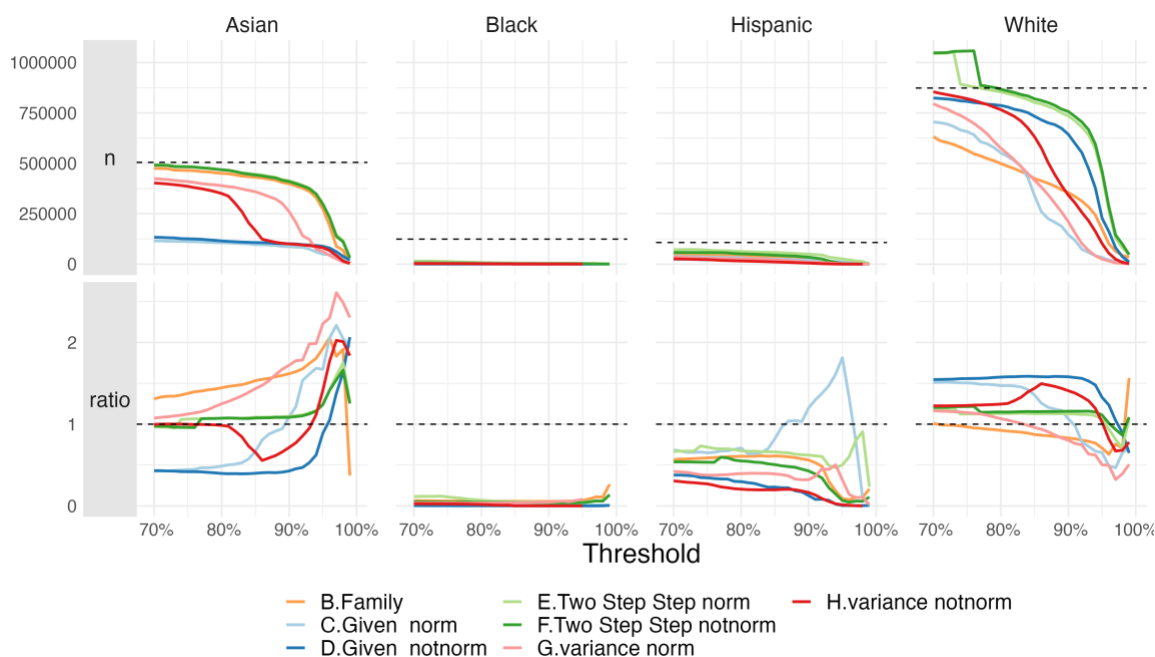 Asian Black Hispanic White
n
1000000
750000
500000
250000
0
ratio
2
1
0
70% 80% 90% 100% 70% 80% 90% 100% 70% 80% 90% 100% 70% 80% 90% 100%
Threshold
B.Family E.Two Step Step norm H.variance notnorm
C.Given norm F.Two Step Step notnorm
D.Given notnorm G.variance norm